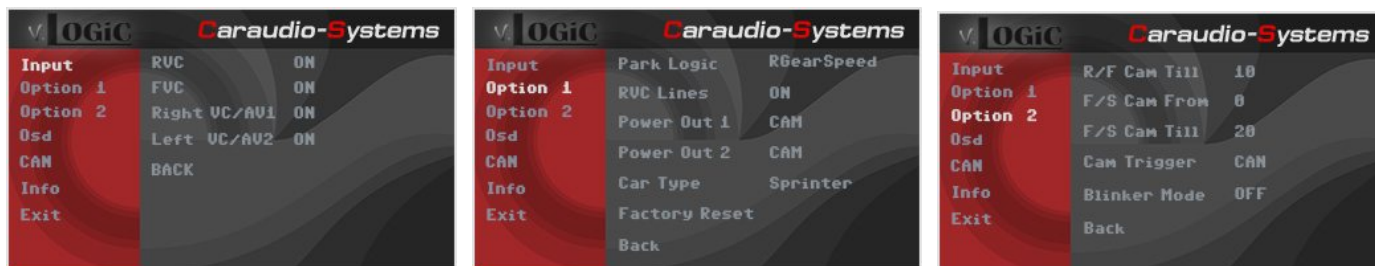 V. LOGiC Caraudio-Systems
Input RVC ON
Option 1 FVC ON
Option 2 Right VC/AV1 ON
Osd Left VC/AV2 ON
CAN BACK
Info
Exit
V. LOGiC Caraudio-Systems
Input Park Logic RGearSpeed
Option 1 RVC Lines ON
Option 2 Power Out 1 CAM
Osd Power Out 2 CAM
CAN Car Type Sprinter
Info Factory Reset
Exit Back
V. LOGiC Caraudio-Systems
Input R/F Cam Till 10
Option 1 F/S Cam From 0
Option 2 F/S Cam Till 20
Osd Cam Trigger CAN
CAN Blinker Mode OFF
Info Back
Exit